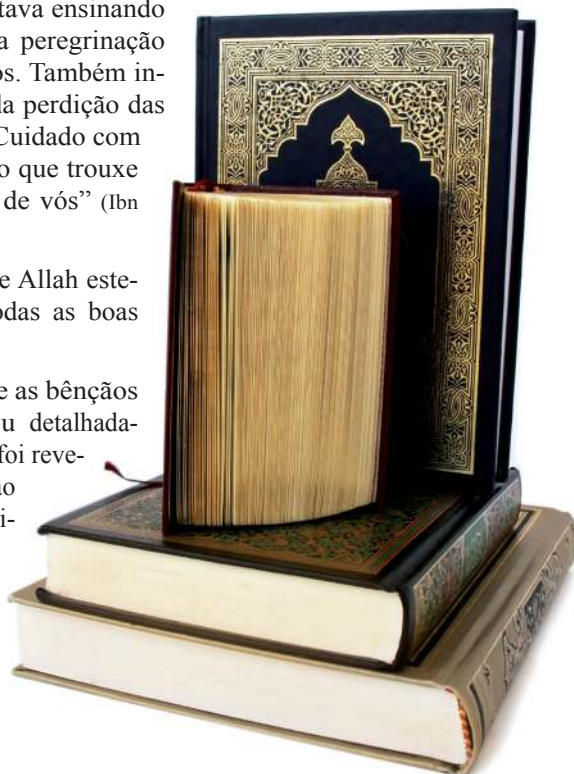 tava ensinando
a peregrinação
os. Também in-
la perdição das
Cuidado com
o que trouxe
de vós” (Ibn
e Allah este-
odas as boas
e as bênçãos
u detalhada-
foi reve-
ão
i-